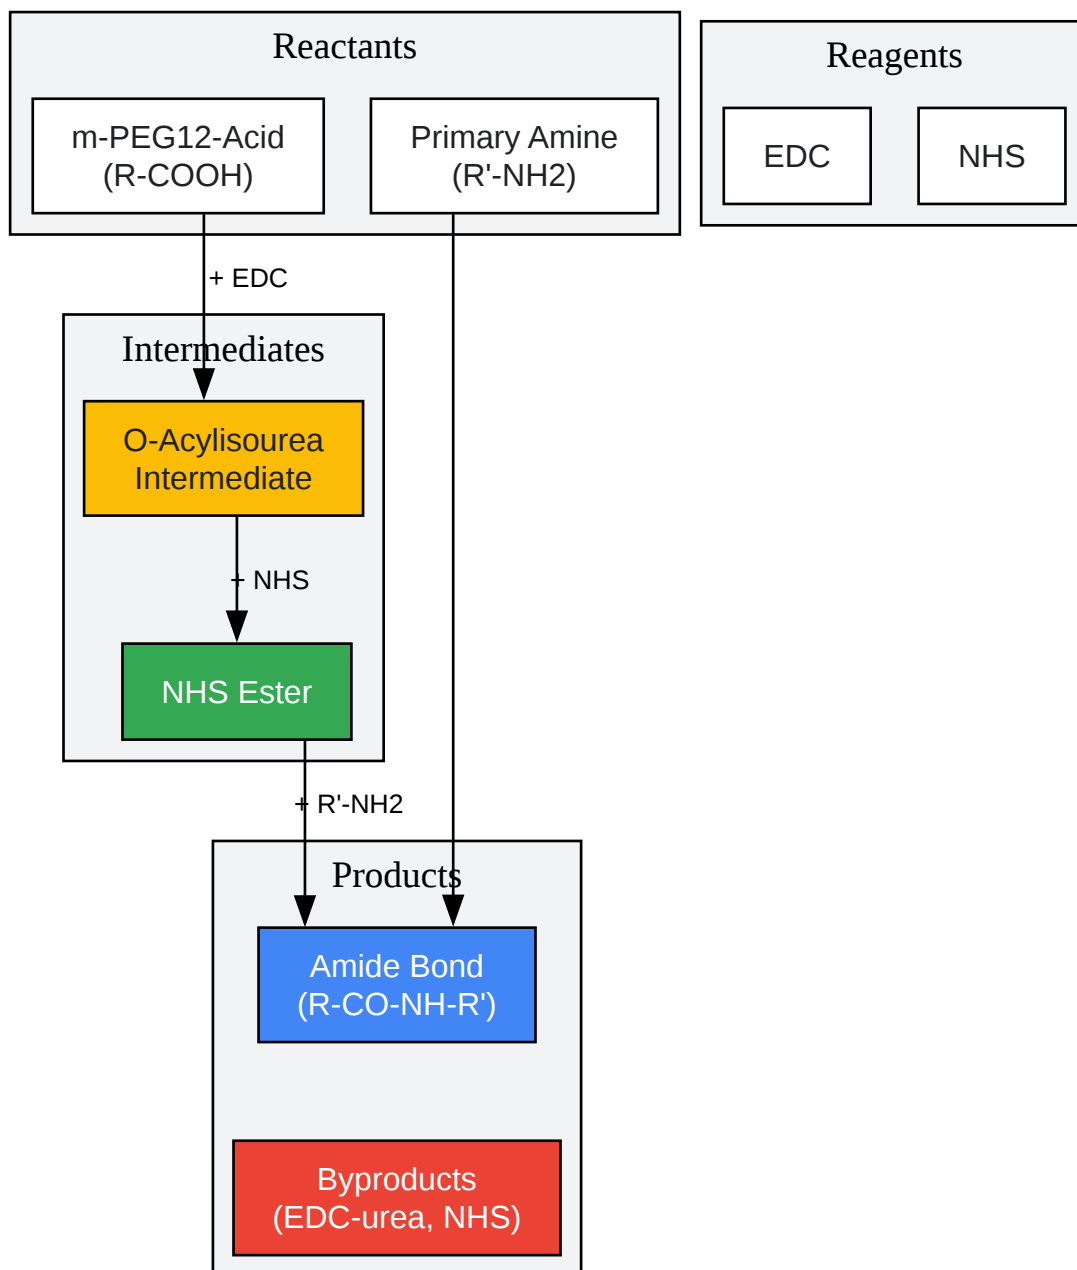 Reactants
m-PEG12-Acid
(R-COOH)
Primary Amine
(R'-NH2)
Reagents
EDC
NHS
+ EDC
Intermediates
O-Acylisourea
Intermediate
+ NHS
NHS Ester
+ R'-NH2
Products
Amide Bond
(R-CO-NH-R')
Byproducts
(EDC-urea, NHS)